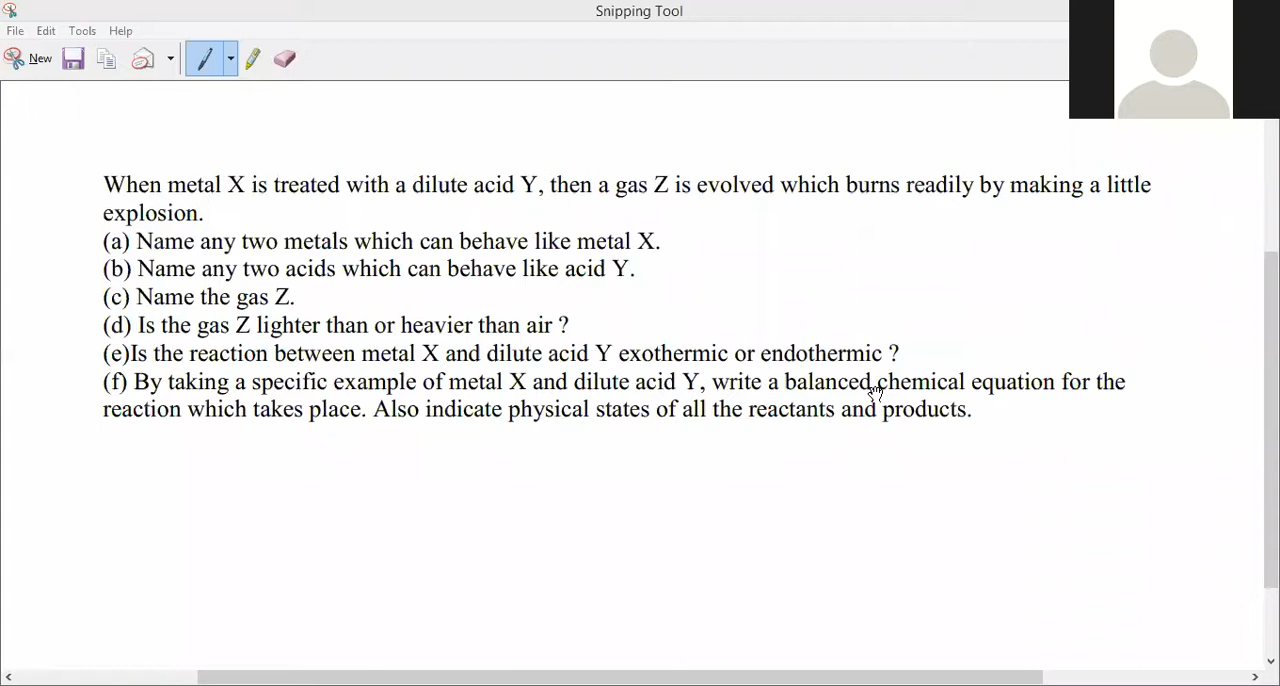 Snipping Tool
File Edit Tools Help
New
When metal X is treated with a dilute acid Y, then a gas Z is evolved which burns readily by making a little
explosion.
(a) Name any two metals which can behave like metal X.
(b) Name any two acids which can behave like acid Y.
(c) Name the gas Z.
(d) Is the gas Z lighter than or heavier than air ?
(e)Is the reaction between metal X and dilute acid Y exothermic or endothermic ?
(f) By taking a specific example of metal X and dilute acid Y, write a balanced chemical equation for the
reaction which takes place. Also indicate physical states of all the reactants and products.